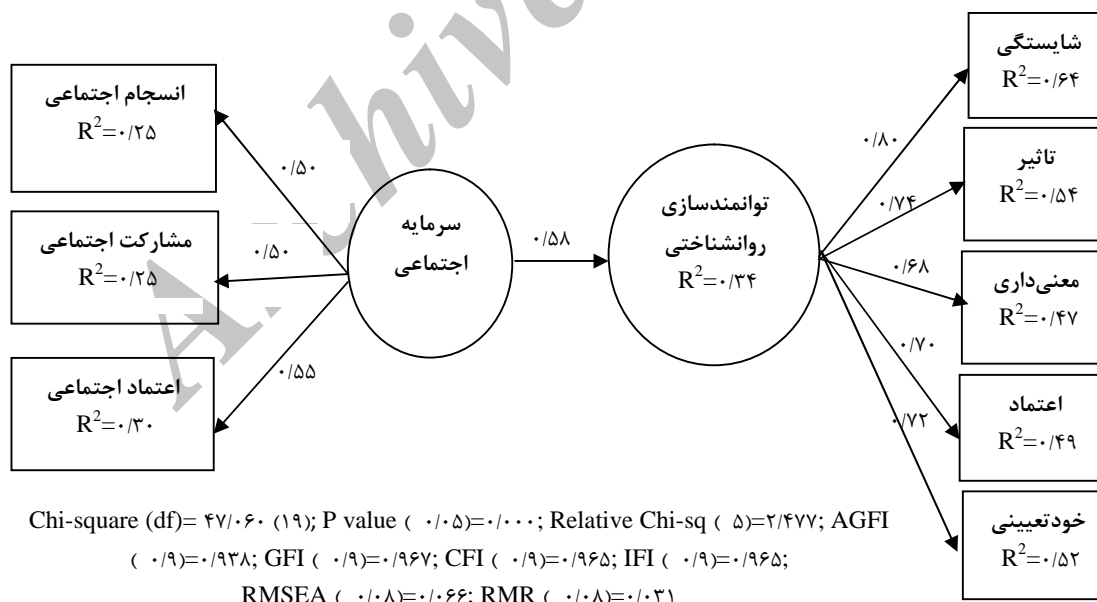 شایستگی
R²=۰/۶۴
انسجام اجتماعی
R²=۰/۲۵
۰/۸۰
تاثیر
R²=۰/۵۴
۰/۵۰
۰/۷۴
توانمندسازی
روانشناختی
R²=۰/۳۴
سرمایه
اجتماعی
مشارکت اجتماعی
R²=۰/۲۵
۰/۵۰
۰/۵۸
۰/۶۸
معنی‌داری
R²=۰/۴۷
۰/۷۰
۰/۵۵
اعتماد اجتماعی
R²=۰/۳۰
اعتماد
R²=۰/۴۹
۰/۷۲
خودتعیینی
R²=۰/۵۲
Chi-square (df)= ۴۷/۰۶۰ (۱۹); P value ( ۰/۰۵)=۰/۰۰۰; Relative Chi-sq ( ۵)=۲/۴۷۷; AGFI
( ۰/۹)=۰/۹۳۸; GFI ( ۰/۹)=۰/۹۶۷; CFI ( ۰/۹)=۰/۹۶۵; IFI ( ۰/۹)=۰/۹۶۵;
RMSEA ( ۰/۰۸)=۰/۰۶۶; RMR ( ۰/۰۸)=۰/۰۳۱